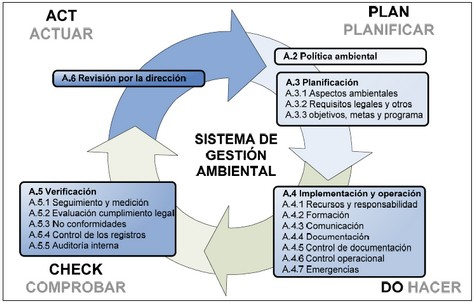 ACT
ACTUAR
PLAN
PLANIFICAR
A.2 Política ambiental
A.6 Revisión por la dirección
A.3 Planificación
A.3.1 Aspectos ambientales
A.3.2 Requisitos legales y otros
A.3.3 objetivos, metas y programa
SISTEMA DE
GESTIÓN
AMBIENTAL
A.5 Verificación
A.5.1 Seguimiento y medición
A.5.2 Evaluación cumplimiento legal
A.5.3 No conformidades
A.5.4 Control de los registros
A.5.5 Auditoría interna
A.4 Implementación y operación
A.4.1 Recursos y responsabilidad
A.4.2 Formación
A.4.3 Comunicación
A.4.4 Documentación
A.4.5 Control de documentación
A.4.6 Control operacional
A.4.7 Emergencias
CHECK
COMPROBAR
DO HACER